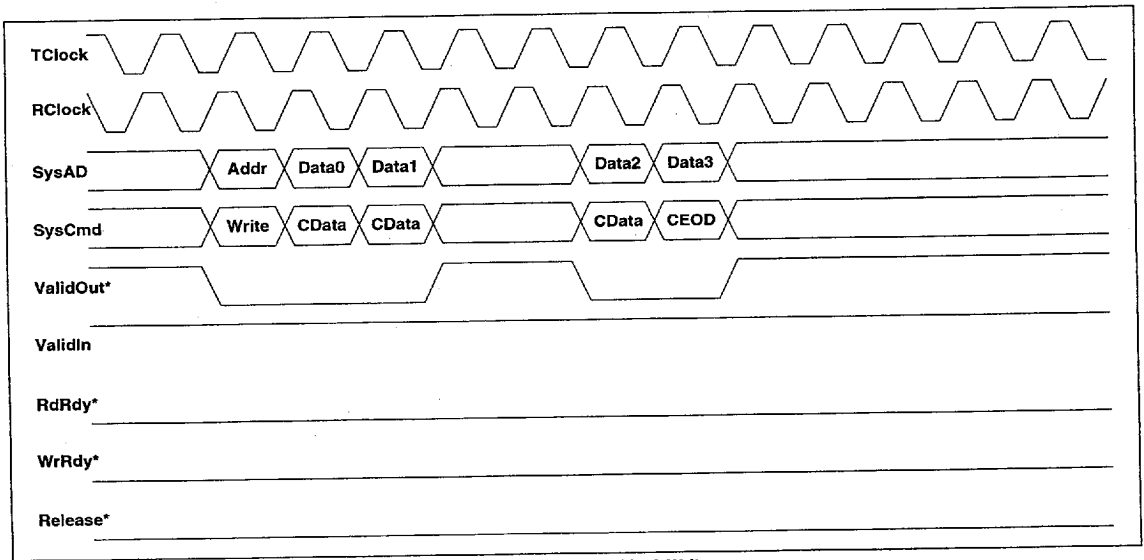 TClock
RClock
SysAD Addr Data0 Data1 Data2 Data3
SysCmd Write CData CData CData CEOD
ValidOut*
ValidIn
RdRdy*
WrRdy*
Release*